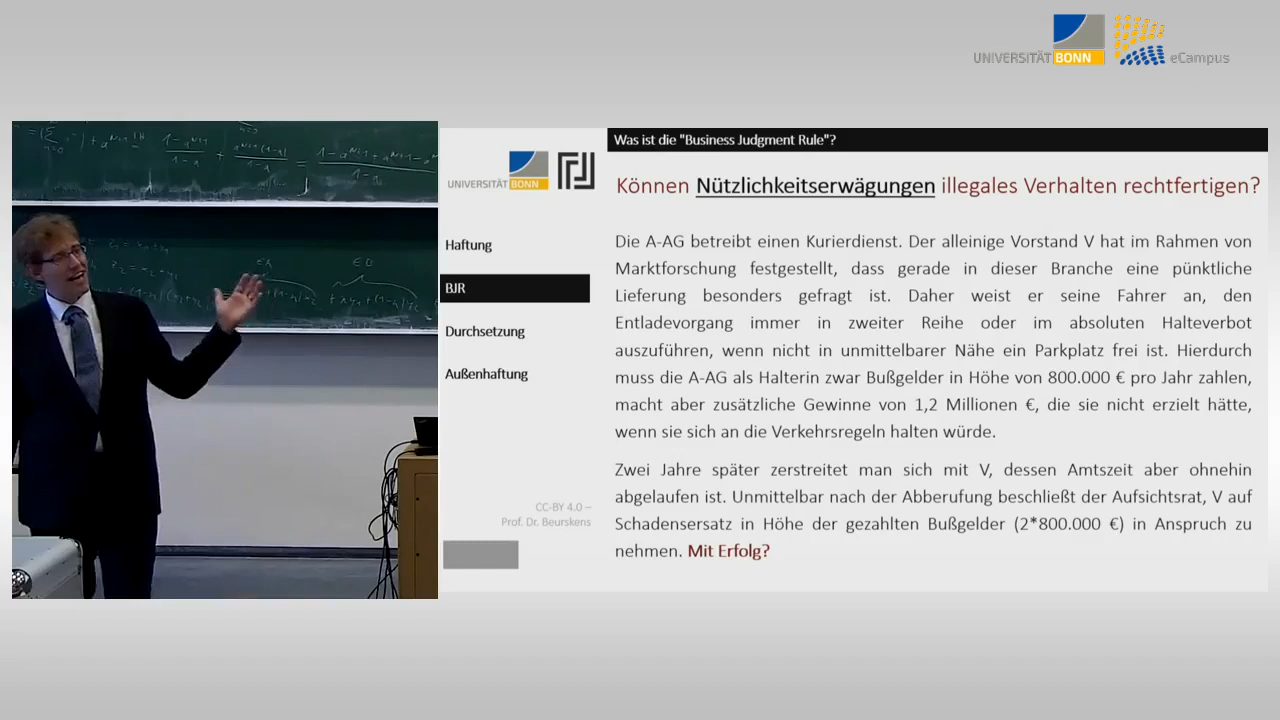 UNIVERSITÄT BONN
eCampus
Was ist die "Business Judgment Rule"?
UNIVERSITÄT BONN
Können Nützlichkeitserwägungen illegales Verhalten rechtfertigen?
Haftung
BJR
Durchsetzung
Außenhaftung
Die A-AG betreibt einen Kurierdienst. Der alleinige Vorstand V hat im Rahmen von
Marktforschung festgestellt, dass gerade in dieser Branche eine pünktliche
Lieferung besonders gefragt ist. Daher weist er seine Fahrer an, den
Entladevorgang immer in zweiter Reihe oder im absoluten Halteverbot
auszuführen, wenn nicht in unmittelbarer Nähe ein Parkplatz frei ist. Hierdurch
muss die A-AG als Halterin zwar Bußgelder in Höhe von 800.000 € pro Jahr zahlen,
macht aber zusätzliche Gewinne von 1,2 Millionen €, die sie nicht erzielt hätte,
wenn sie sich an die Verkehrsregeln halten würde.
Zwei Jahre später zerstreitet man sich mit V, dessen Amtszeit aber ohnehin
abgelaufen ist. Unmittelbar nach der Abberufung beschließt der Aufsichtsrat, V auf
Schadensersatz in Höhe der gezahlten Bußgelder (2*800.000 €) in Anspruch zu
nehmen. Mit Erfolg?
CC-BY 4.0 –
Prof. Dr. Beurskens